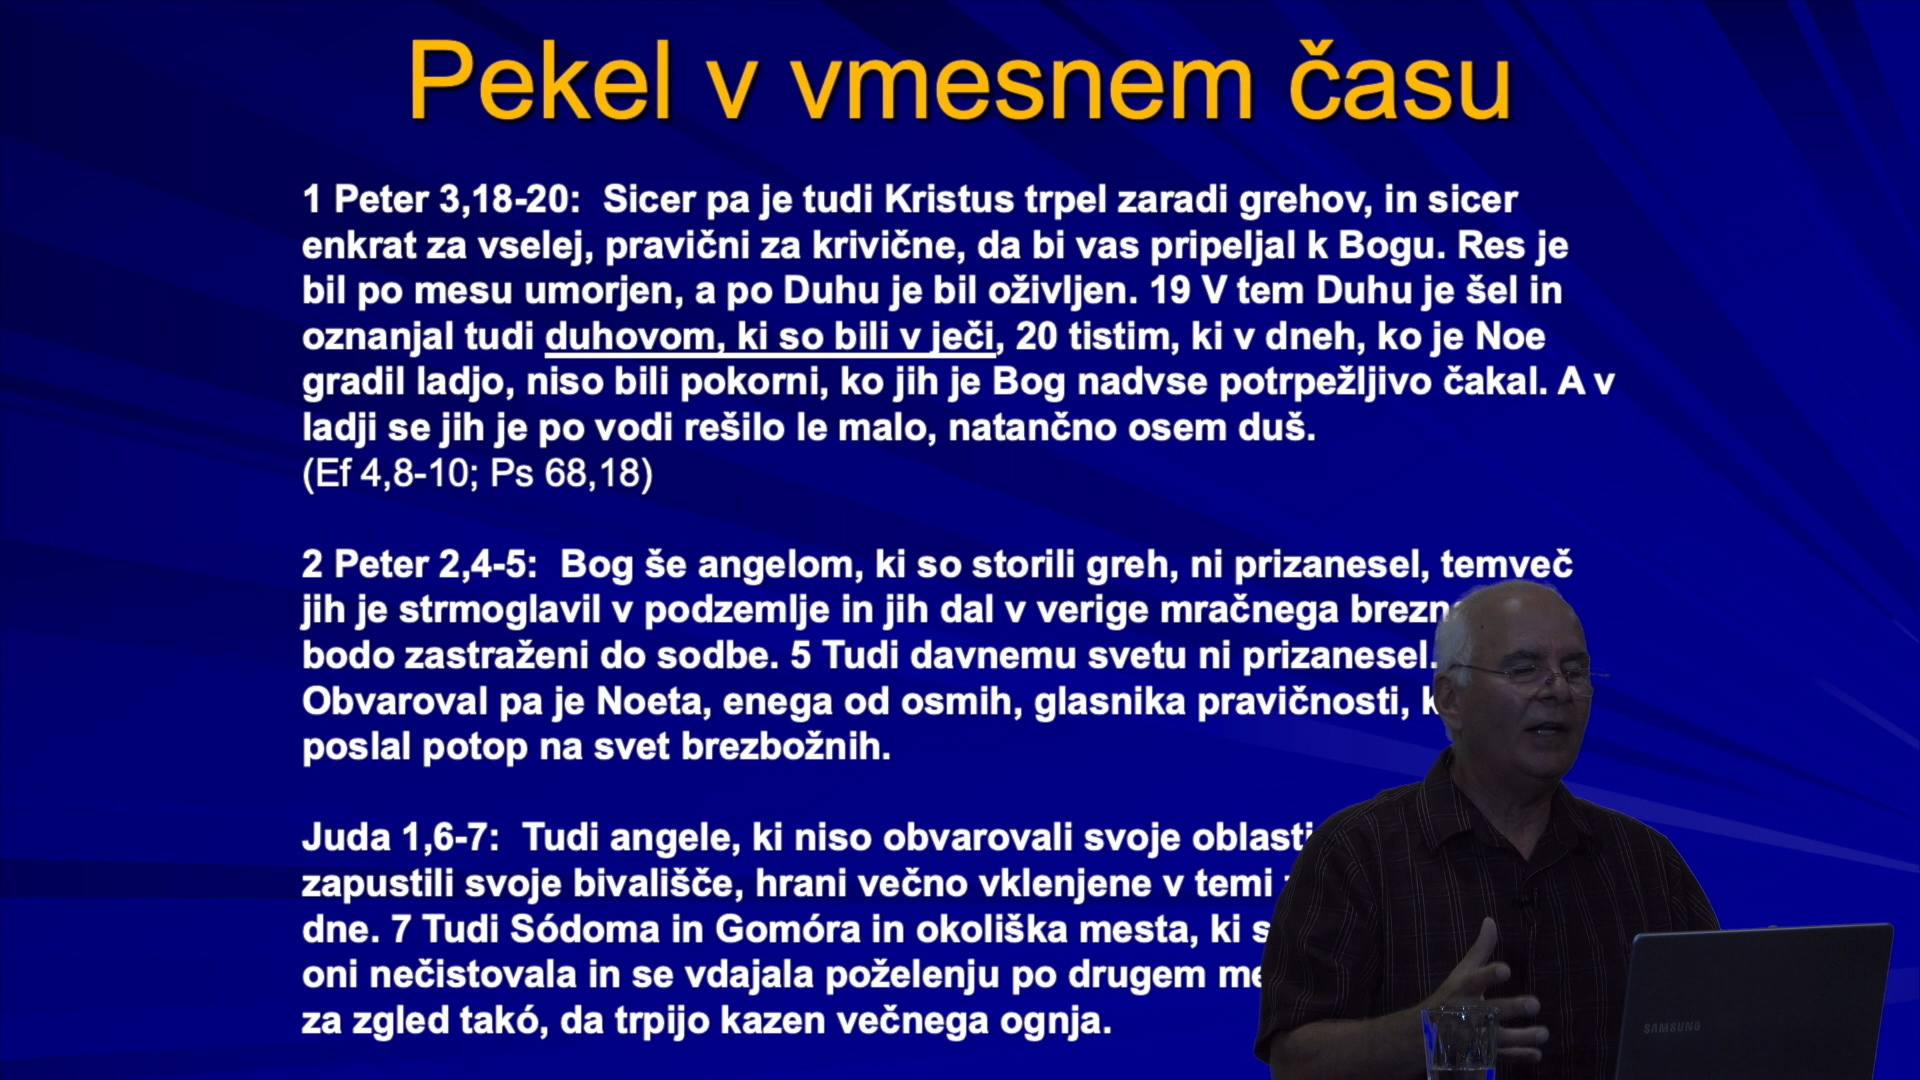 Pekel v vmesnem času
1 Peter 3,18-20: Sicer pa je tudi Kristus trpel zaradi grehov, in sicer
enkrat za vselej, pravični za krivične, da bi vas pripeljal k Bogu. Res je
bil po mesu umorjen, a po Duhu je bil oživljen. 19 V tem Duhu je šel in
oznanjal tudi duhovom, ki so bili v ječi, 20 tistim, ki v dneh, ko je Noe
gradil ladjo, niso bili pokorni, ko jih je Bog nadvse potrpežljivo čakal. A v
ladji se jih je po vodi rešilo le malo, natančno osem duš.
(Ef 4,8-10; Ps 68,18)
2 Peter 2,4-5: Bog še angelom, ki so storili greh, ni prizanesel, temveč
jih je strmoglavil v podzemlje in jih dal v verige mračnega
bodo zastraženi do sodbe. 5 Tudi davnemu svetu ni prizanesel.
Obvaroval pa je Noeta, enega od osmih, glasnika pravičnosti,
poslal potop na svet brezbožnih.
Juda 1,6-7: Tudi angele, ki niso obvarovali svoje oblasti
zapustili svoje bivališče, hrani večno vklenjene v temi
dne. 7 Tudi Sódoma in Gomóra in okoliška mesta, ki
oni nečistovala in se vdajala poželenju po drugem
za zgled takó, da trpijo kazen večnega ognja.
SAMSUNG